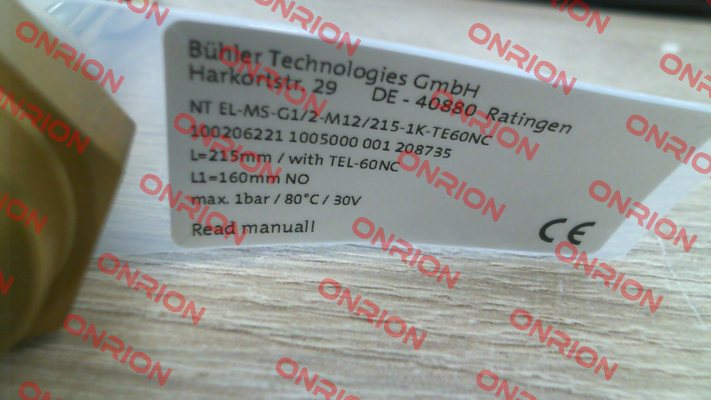 Bühler Technologies GmbH
Harkortstr. 29 DE - 40880 Ratingen
NT EL-MS-G1/2-M12/215-1K-TE60NC
100206221 1005000 001 208735
L=215mm / with TEL-60NC
L1=160mm NO
max. 1bar / 80°C / 30V
Read manual!
CE
ONRION